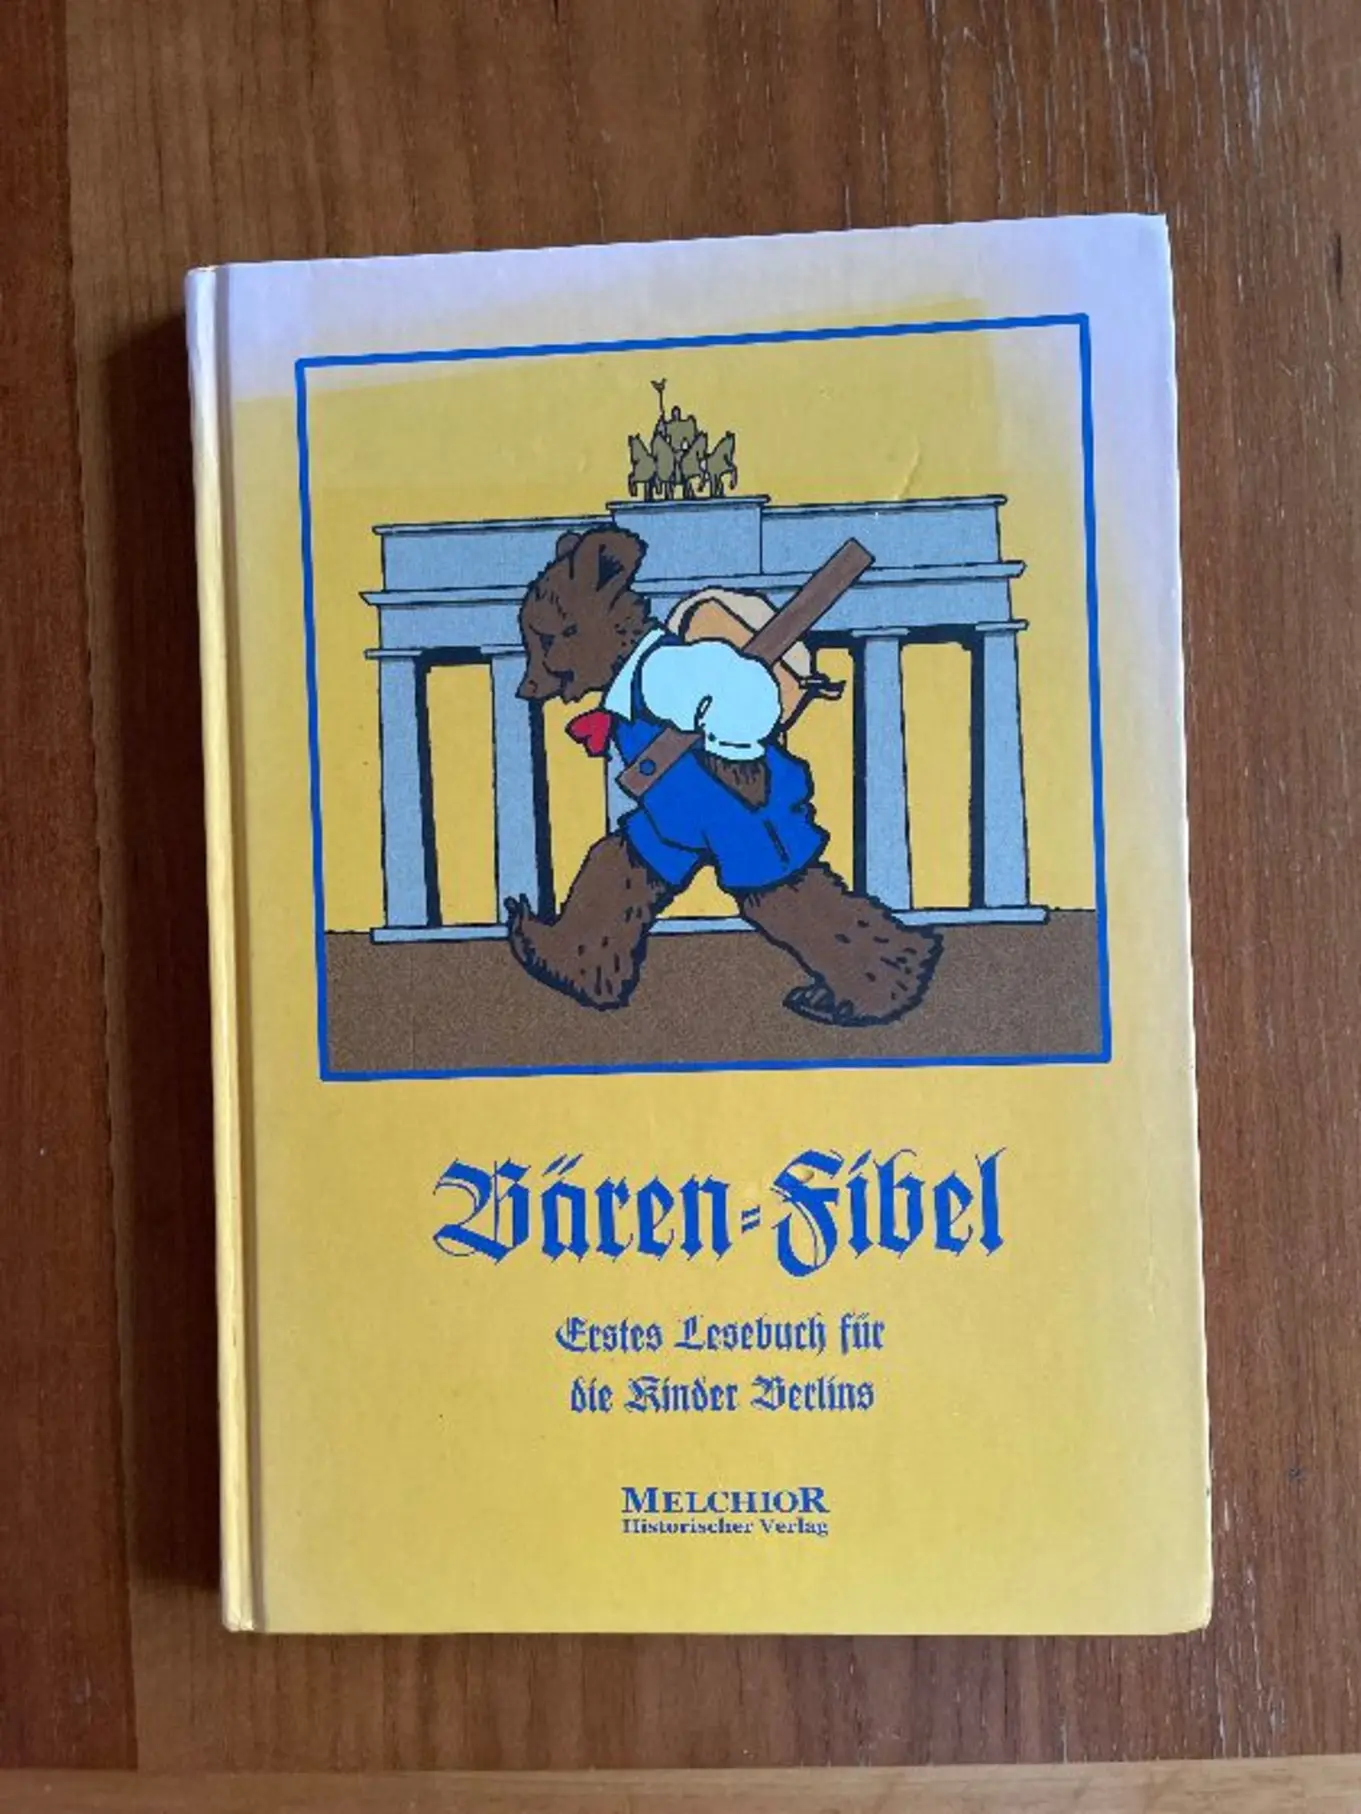 Bären=Fibel
Erstes Lesebuch für
die Kinder Berlins
MELCHIOR
Historischer Verlag